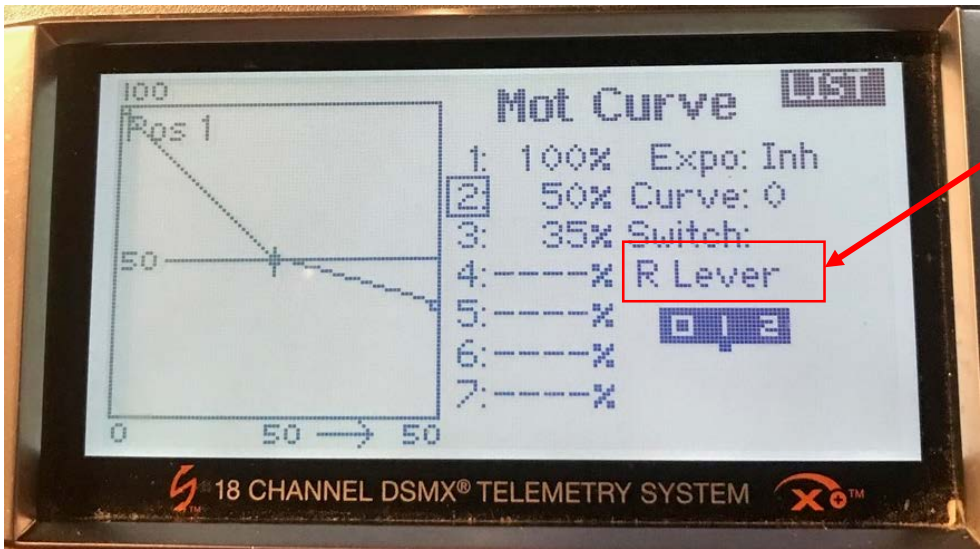 100
Pos 1
50
0 50 → 50
Mot Curve
LIST
1: 100% Expo: Inh
2: 50% Curve: 0
3: 35% Switch:
4:-----% R Lever
5:-----% 0 1 2
6:-----%
7:-----%
18 CHANNEL DSMX® TELEMETRY SYSTEM X+™